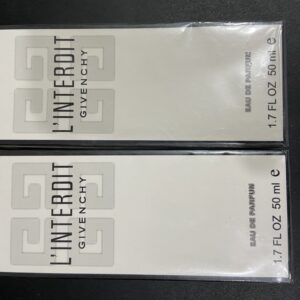 L'INTERDIT
GIVENCHY
EAU DE PARFUM
1.7 FL OZ 50 ml e
L'INTERDIT
GIVENCHY
EAU DE PARFUM
1.7 FL OZ 50 ml e